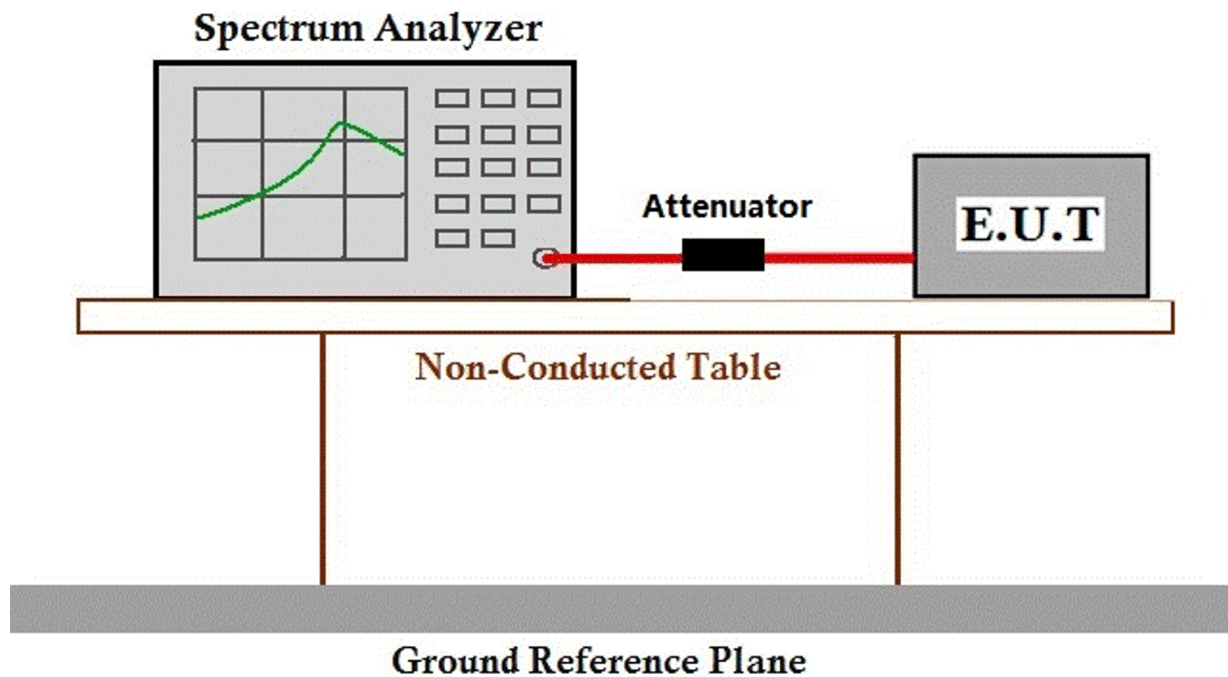 Spectrum Analyzer
Attenuator
E.U.T
Non-Conducted Table
Ground Reference Plane